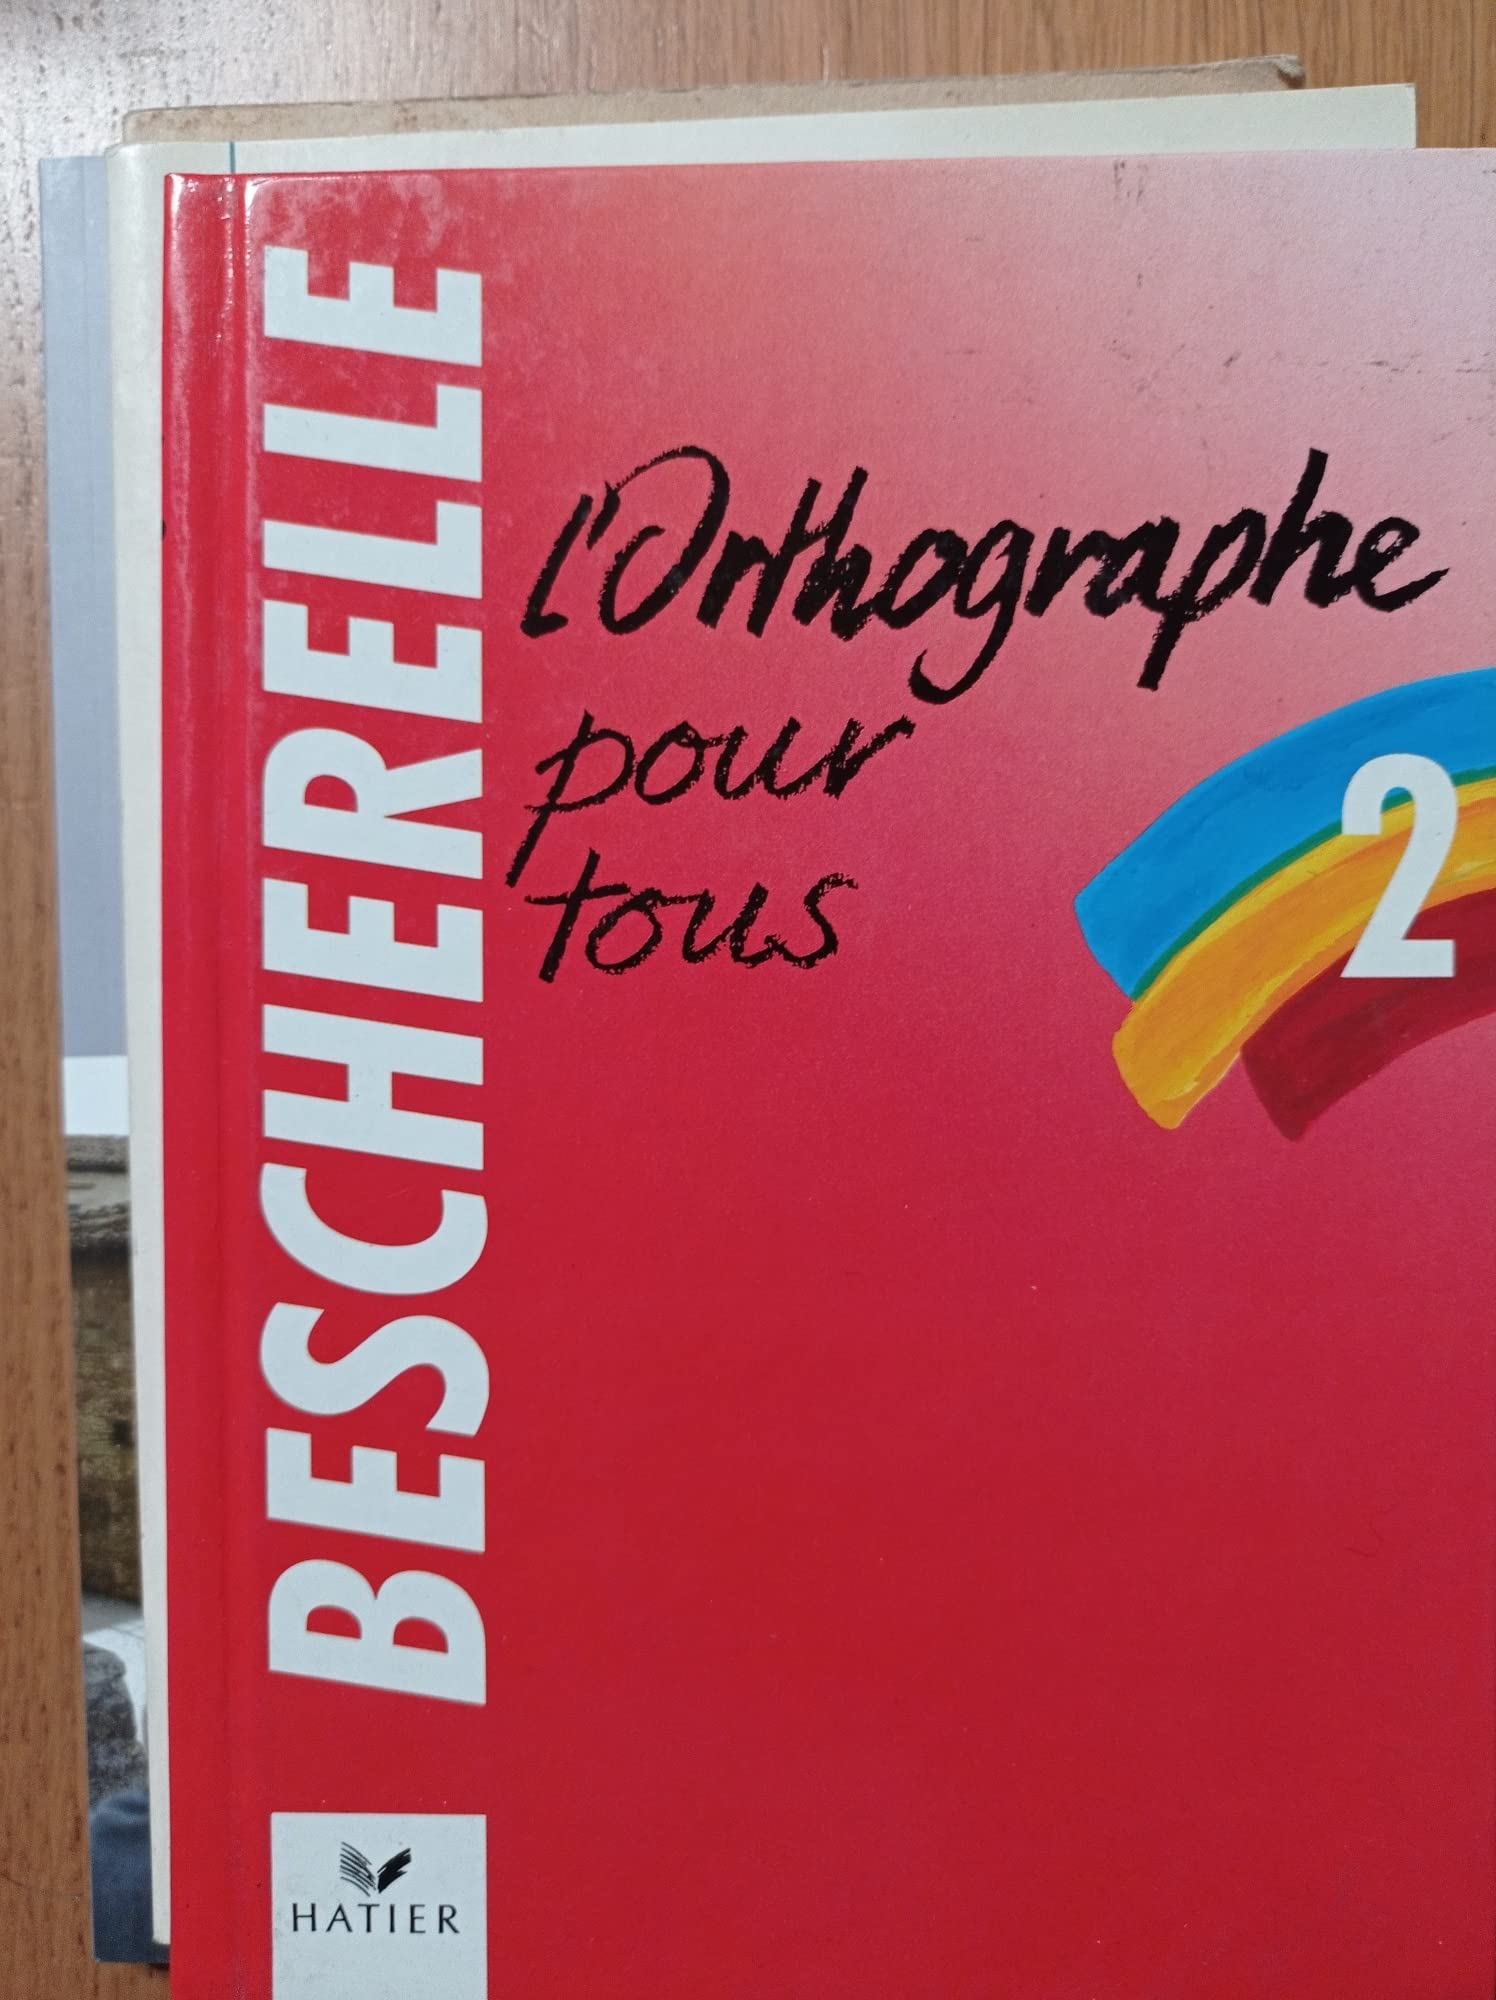 BESCHERELLE
l'Orthographe
pour
tous
2
HATIER